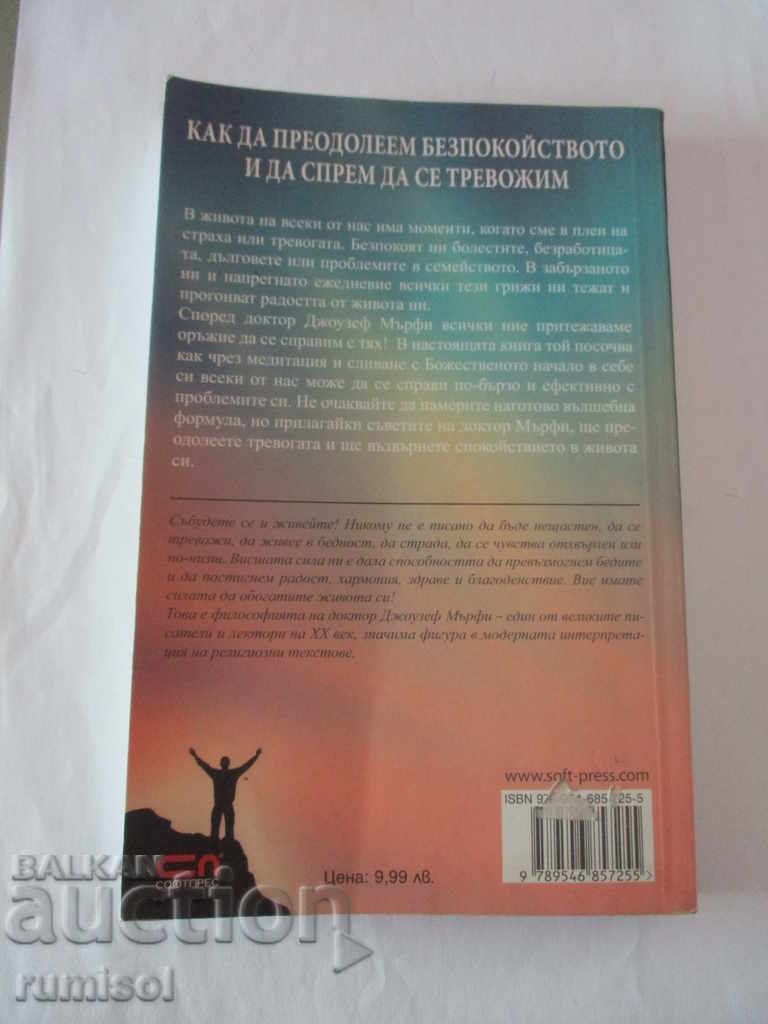 КАК ДА ПРЕОДОЛЕЕМ БЕЗПОКОЙСТВОТО
И ДА СПРЕМ ДА СЕ ТРЕВОЖИМ
В живота на всеки от нас има моменти, когато сме в плен на
страха или тревогата. Безпокоят ни болестите, безработица-
та, дълговете или проблемите в семейството. В забързаното
ни и напрегнато ежедневие всички тези грижи ни тежат и
прогонват радостта от живота ни.
Според доктор Джоузеф Мърфи всички ние притежаваме
оръжие да се справим с тях! В настоящата книга той посочва
как чрез медитация и сливане с Божественото начало в себе
си всеки от нас може да се справи по-бързо и ефективно с
проблемите си. Не очаквайте да намерите наготово вълшебна
формула, но прилагайки съветите на доктор Мърфи, ще пре-
одолеете тревогата и ще възвърнете спокойствието в живота
си.
Събудете се и живейте! Никому не е писано да бъде нещастен, да се
тревожи, да живее в бедност, да страда, да се чувства отхвърлен или
по-низш. Висшата сила ни е дала способността да превъзмогнем бедите
и да постигнем радост, хармония, здраве и благоденствие. Вие имате
силата да обогатите живота си!
Това е философията на доктор Джоузеф Мърфи – един от великите пи-
сатели и лектори на XX век, значима фигура в модерната интерпрета-
ция на религиозни текстове.
www.soft-press.com
ISBN 97 685 25-5
9 789546 857255 >
Цена: 9,99 лв.
СОФТПРЕС
BALKAN
auction
rumisol